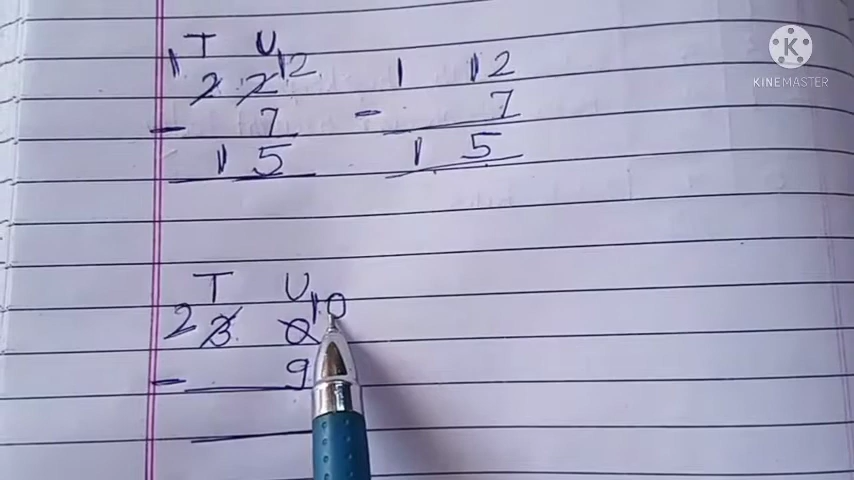 T U
1 2 2 12 1 12
- 7 - 7
1 5 1 5
T U
2 3 0 10
- 9
K
KINEMASTER